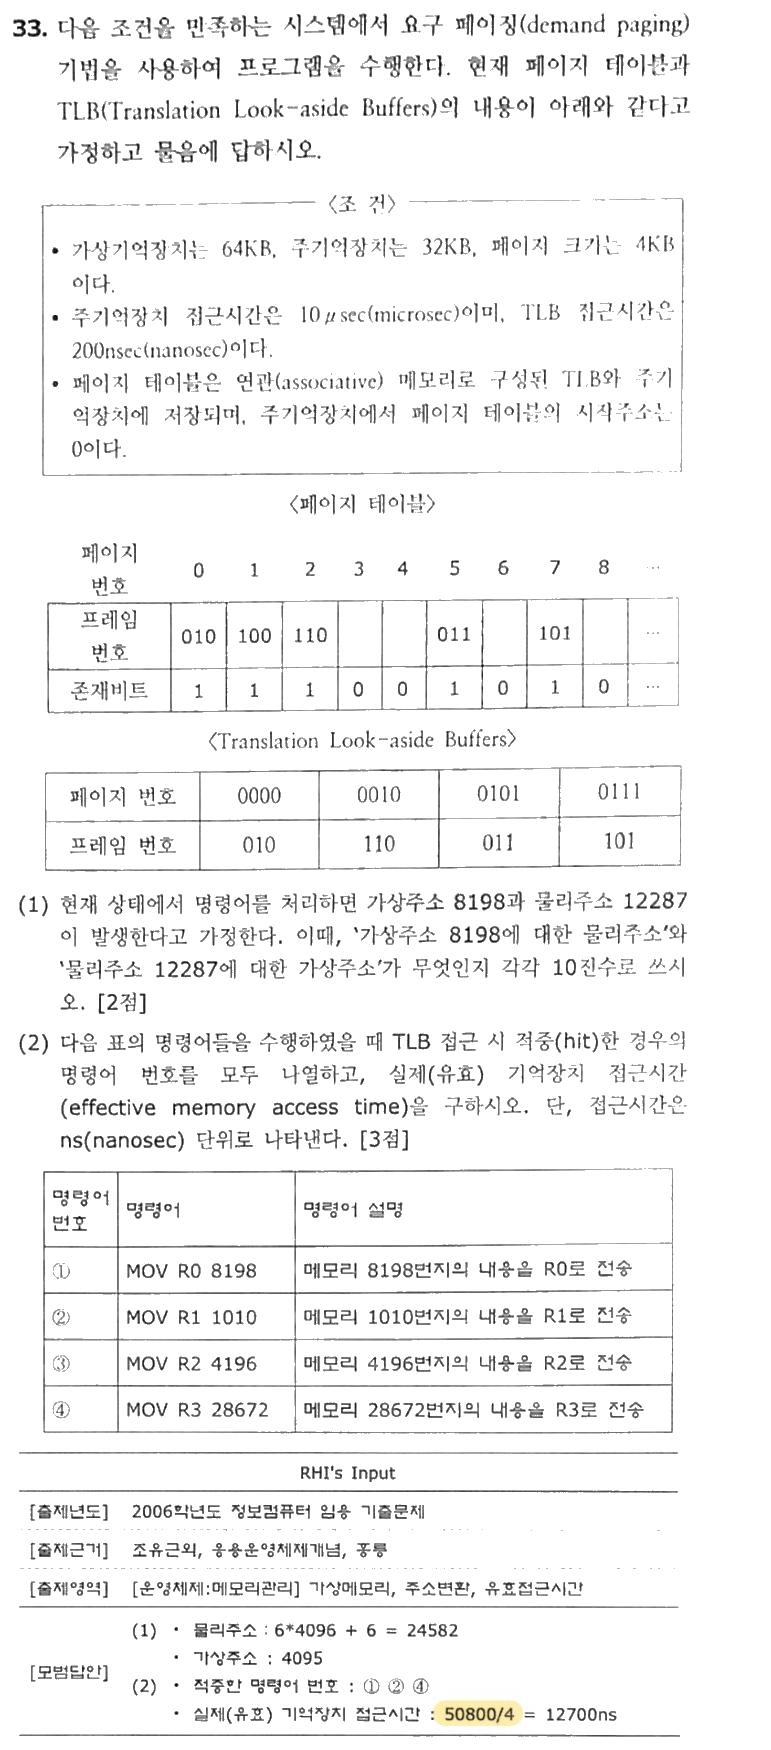 33. 다음 조건을 만족하는 시스템에서 요구 페이징(demand paging)
기법을 사용하여 프로그램을 수행한다. 현재 페이지 테이블과
TLB(Translation Look-aside Buffers)의 내용이 아래와 같다고
가정하고 물음에 답하시오.
〈조 건〉
• 가상기억장치는 64KB, 주기억장치는 32KB, 페이지 크기는 4KB
이다.
• 주기억장치 접근시간은 10μsec(microsec)이며, TLB 접근시간은
200nsec(nanosec)이다.
• 페이지 테이블은 연관(associative) 메모리로 구성된 TLB와 주기
억장치에 저장되며, 주기억장치에서 페이지 테이블의 시작주소는
0이다.
〈페이지 테이블〉
페이지
번호 0 1 2 3 4 5 6 7 8 …
프레임
번호 010 100 110 011 101 …
존재비트 1 1 1 0 0 1 0 1 0 …
〈Translation Look-aside Buffers〉
페이지 번호 0000 0010 0101 0111
프레임 번호 010 110 011 101
(1) 현재 상태에서 명령어를 처리하면 가상주소 8198과 물리주소 12287
이 발생한다고 가정한다. 이때, '가상주소 8198에 대한 물리주소'와
'물리주소 12287에 대한 가상주소'가 무엇인지 각각 10진수로 쓰시
오. [2점]
(2) 다음 표의 명령어들을 수행하였을 때 TLB 접근 시 적중(hit)한 경우의
명령어 번호를 모두 나열하고, 실제(유효) 기억장치 접근시간
(effective memory access time)을 구하시오. 단, 접근시간은
ns(nanosec) 단위로 나타낸다. [3점]
명령어
번호 명령어 명령어 설명
① MOV R0 8198 메모리 8198번지의 내용을 R0로 전송
② MOV R1 1010 메모리 1010번지의 내용을 R1로 전송
③ MOV R2 4196 메모리 4196번지의 내용을 R2로 전송
④ MOV R3 28672 메모리 28672번지의 내용을 R3로 전송
RHI's Input
[출제년도] 2006학년도 정보컴퓨터 임용 기출문제
[출제근거] 조유근외, 응용운영체제개념, 홍릉
[출제영역] [운영체제:메모리관리] 가상메모리, 주소변환, 유효접근시간
(1) • 물리주소 : 6*4096 + 6 = 24582
• 가상주소 : 4095
[모범답안] (2) • 적중한 명령어 번호 : ① ② ④
• 실제(유효) 기억장치 접근시간 : 50800/4 = 12700ns